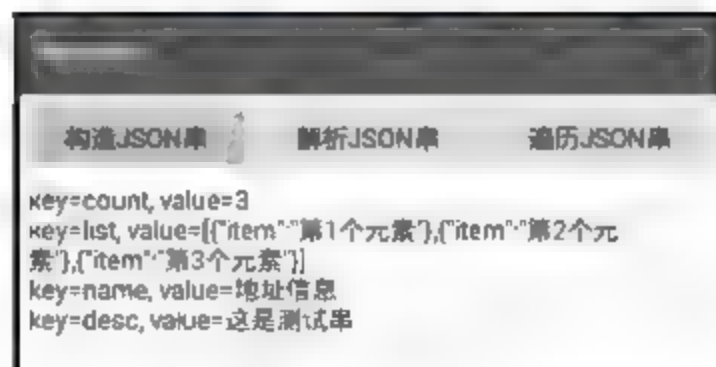 构造JSON串 解析JSON串 遍历JSON串
key=count, value=3
key=list, value=[{"item":"第1个元素"},{"item":"第2个元
素"},{"item":"第3个元素"}]
key=name, value=地址信息
key=desc, value=这是测试串